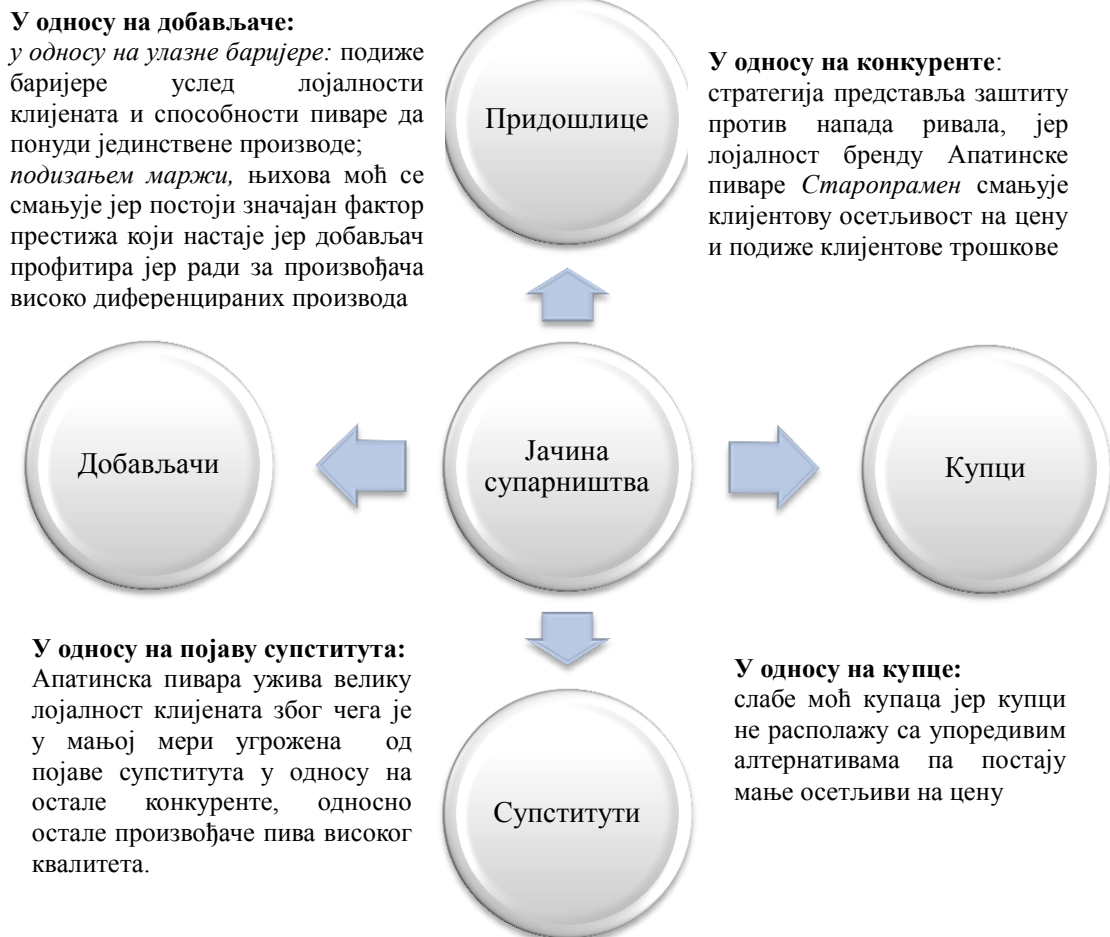 У односу на добављаче:
у односу на улазне баријере: подиже
баријере услед лојалности
клијената и способности пиваре да
понуди јединствене производе;
подизањем маржи, њихова моћ се
смањује јер постоји значајан фактор
престижа који настаје јер добављач
профитира јер ради за произвођача
високо диференцираних производа
Придошлице
У односу на конкуренте:
стратегија представља заштиту
против напада ривала, јер
лојалност бренду Апатинске
пиваре Старопрамен смањује
клијентову осетљивост на цену
и подиже клијентове трошкове
Добављачи
Јачина
супарништва
Купци
У односу на појаву супститута:
Апатинска пивара ужива велику
лојалност клијената због чега је
у мањој мери угрожена од
појаве супститута у односу на
остале конкуренте, односно
остале произвођаче пива високог
квалитета.
Супститути
У односу на купце:
слабе моћ купаца јер купци
не располажу са упоредивим
алтернативама па постају
мање осетљиви на цену